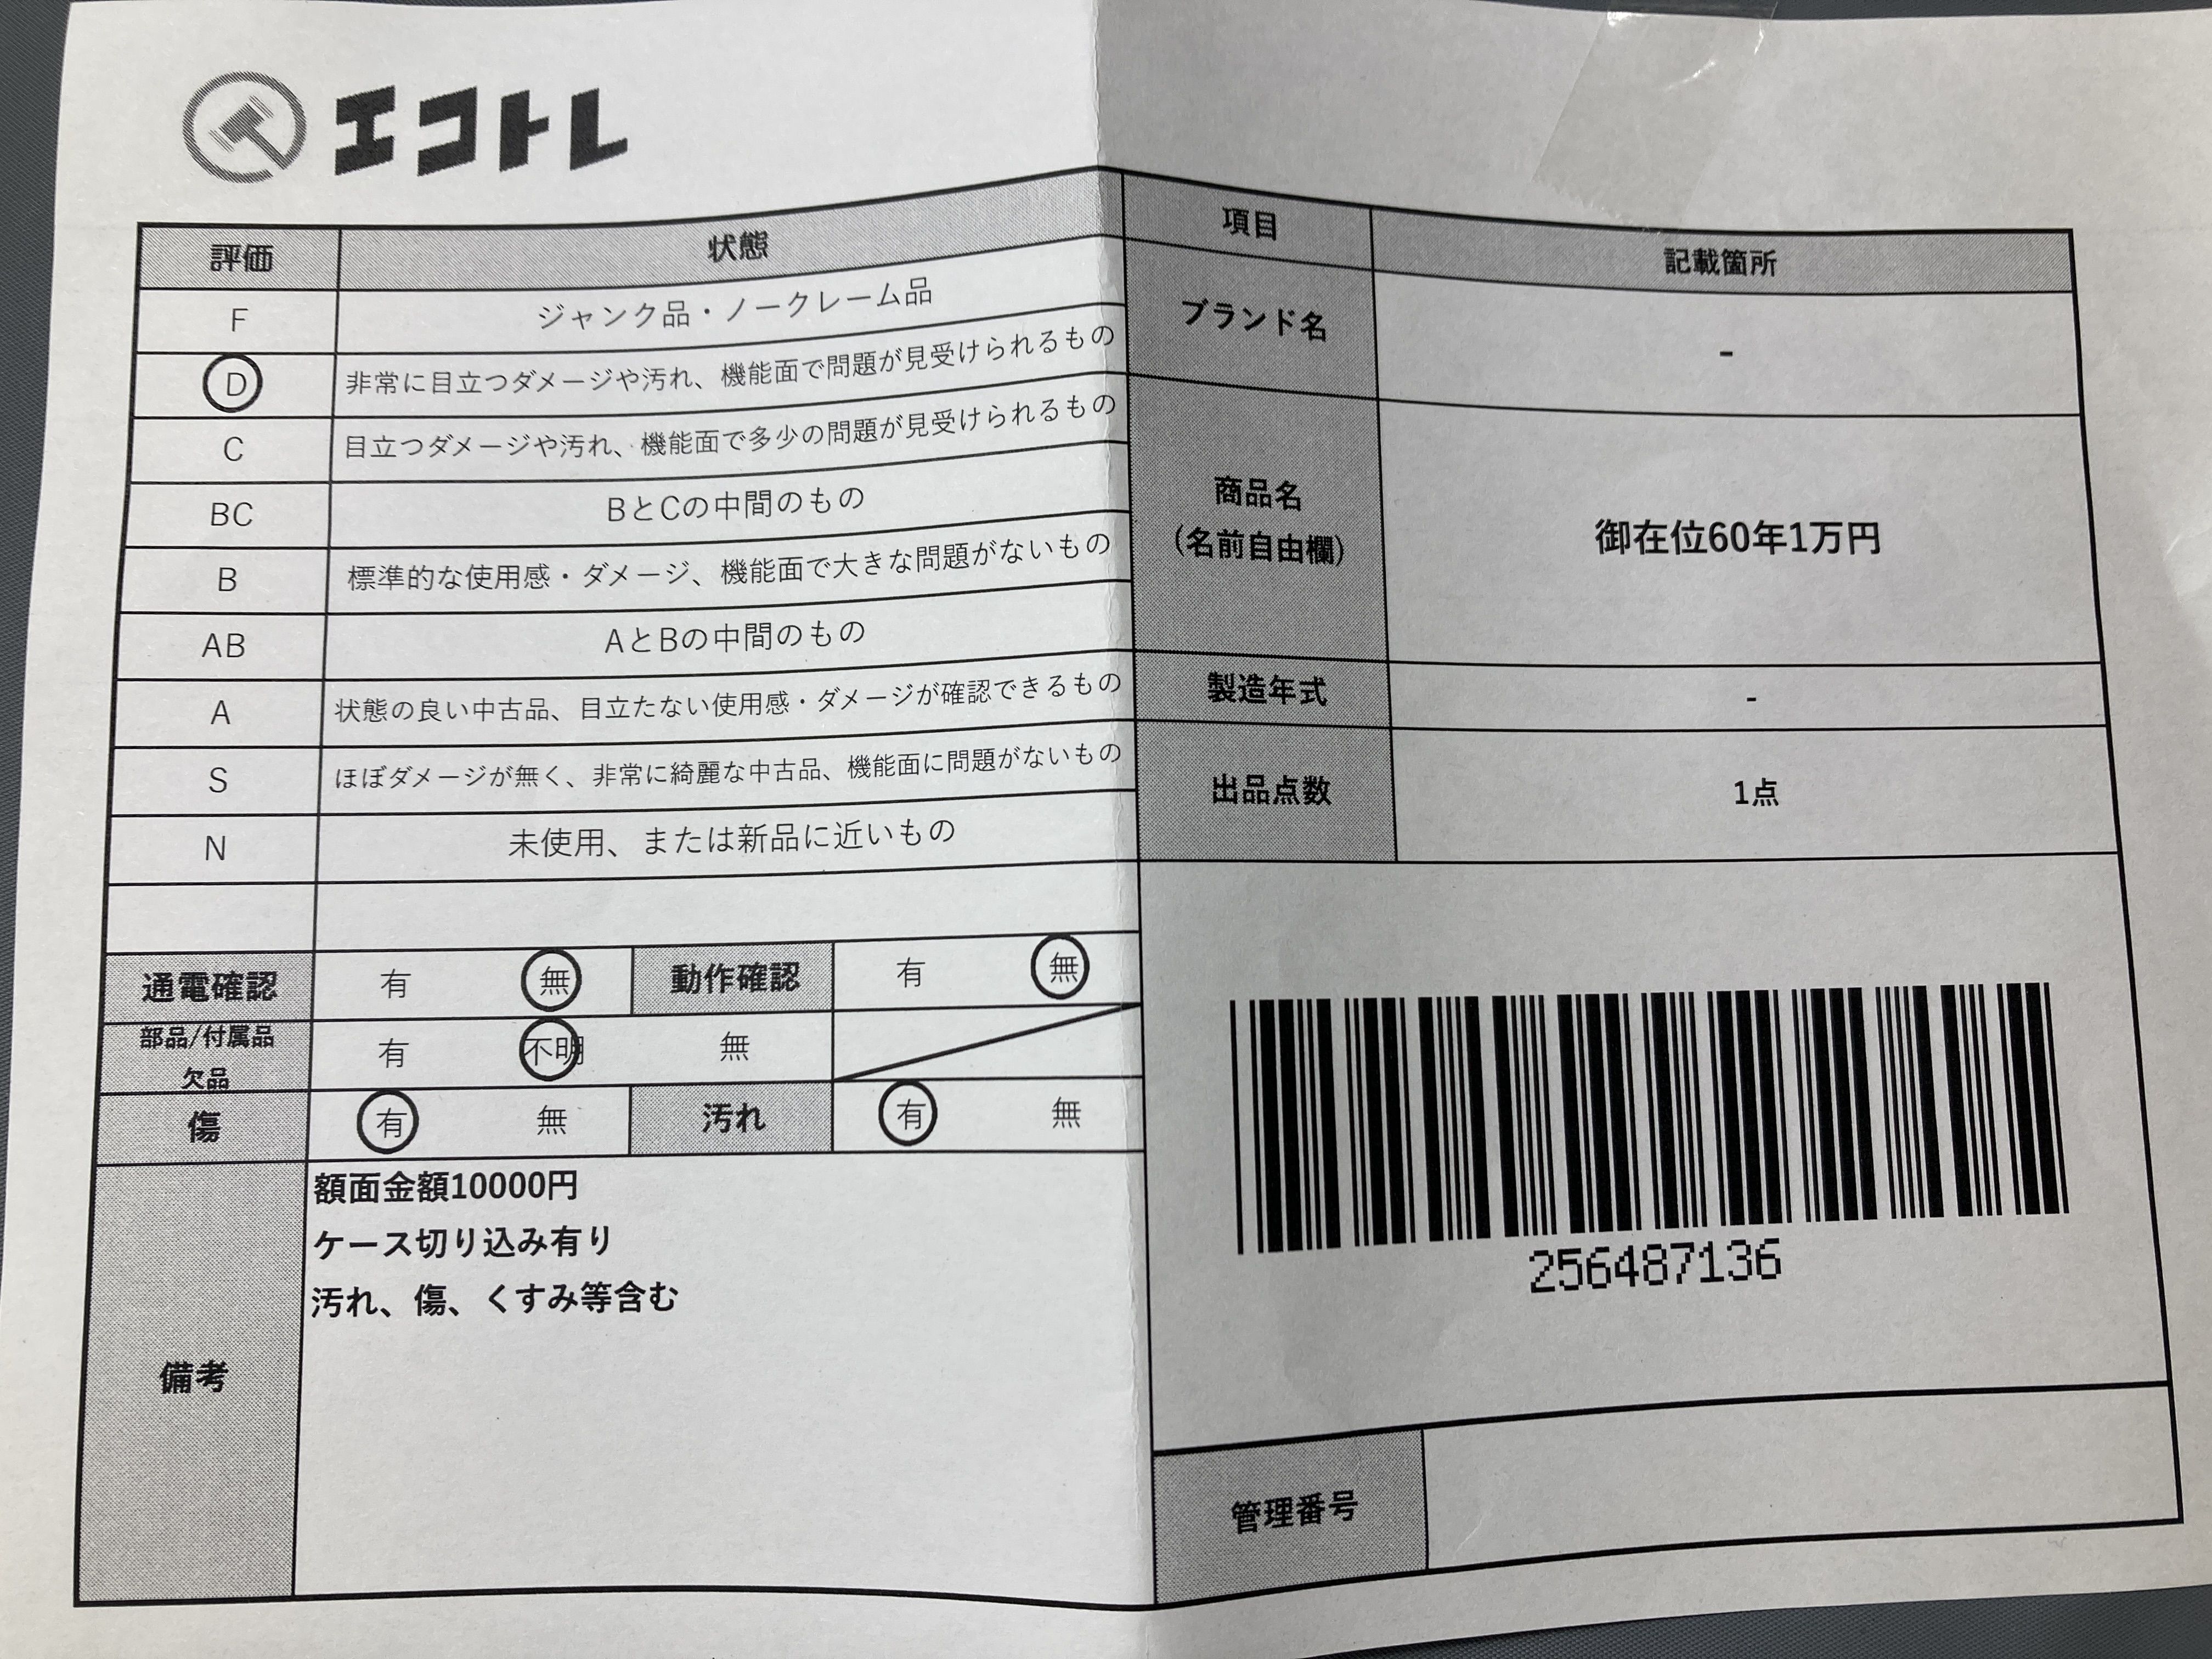 エコトレ
評価 状態
F ジャンク品・ノークレーム品
D 非常に目立つダメージや汚れ、機能面で問題が見受けられるもの
C 目立つダメージや汚れ、機能面で多少の問題が見受けられるもの
BC BとCの中間のもの
B 標準的な使用感・ダメージ、機能面で大きな問題がないもの
AB AとBの中間のもの
A 状態の良い中古品、目立たない使用感・ダメージが確認できるもの
S ほぼダメージが無く、非常に綺麗な中古品、機能面に問題がないもの
N 未使用、または新品に近いもの
通電確認 有 無 動作確認 有 無
部品/付属品
欠品 有 不明 無
傷 有 無 汚れ 有 無
備考
額面金額10000円
ケース切り込み有り
汚れ、傷、くすみ等含む
項目 記載箇所
ブランド名 -
商品名
(名前自由欄) 御在位60年1万円
製造年式 -
出品点数 1点
256487136
管理番号